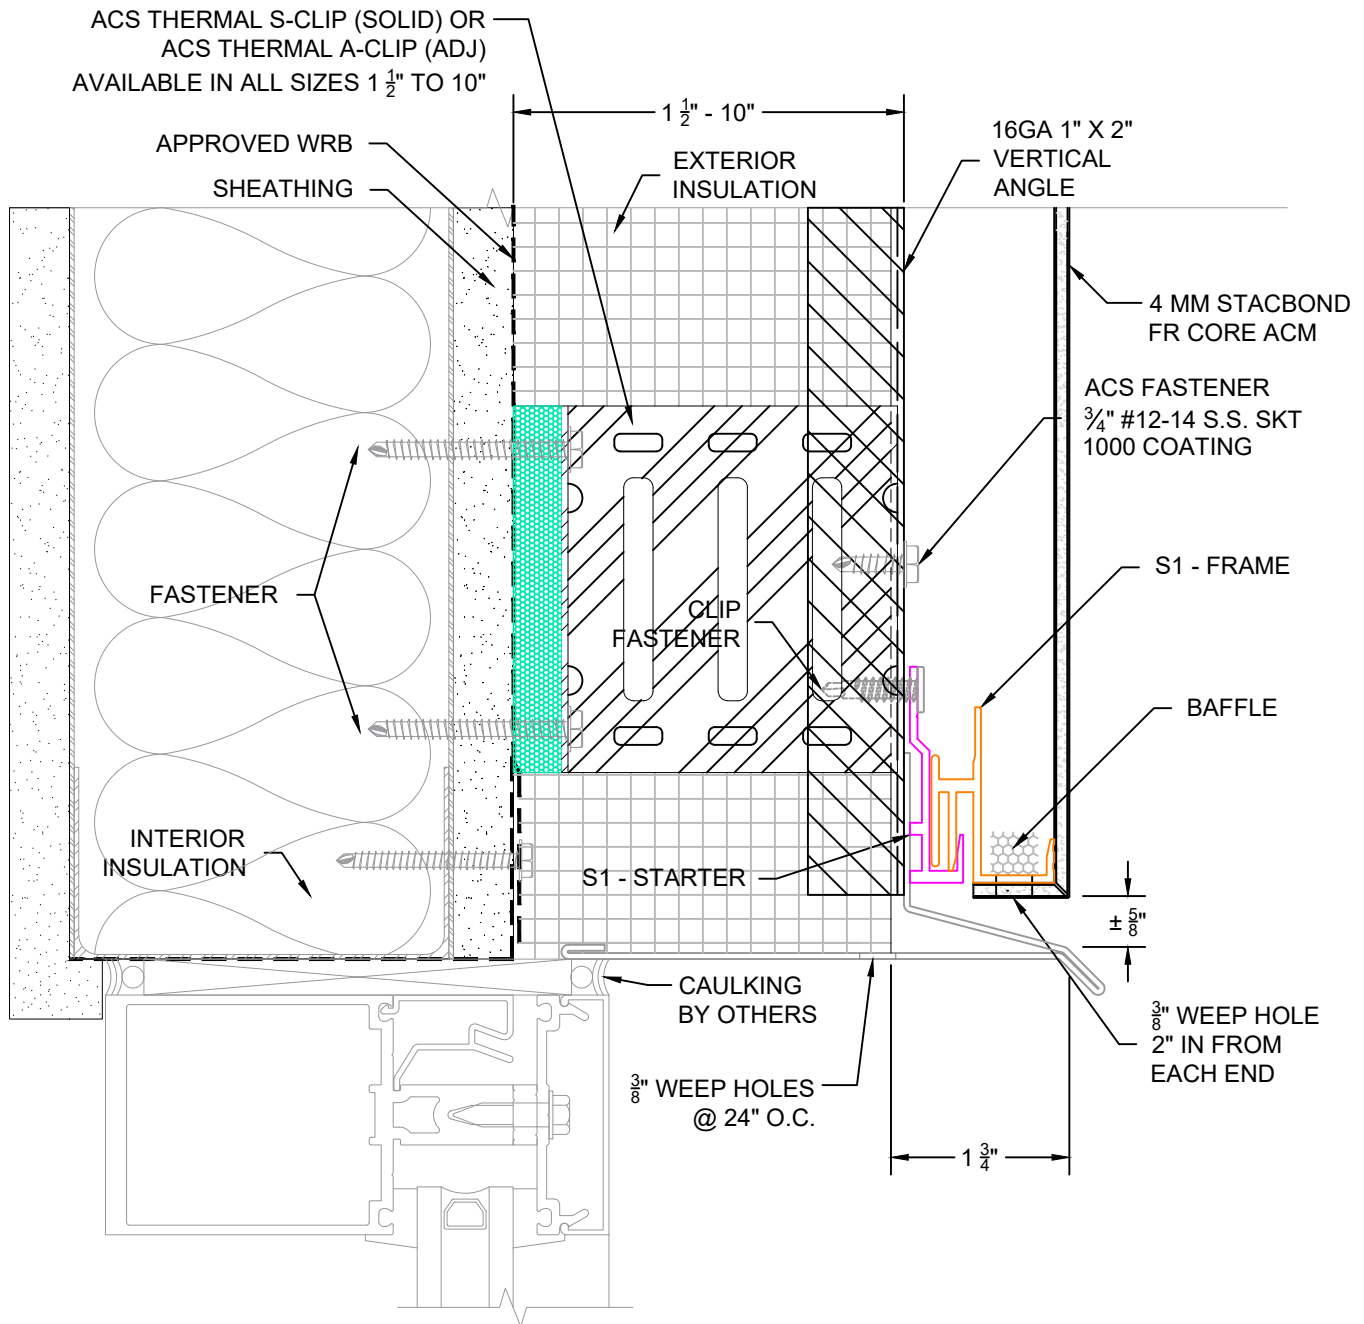 ACS THERMAL S-CLIP (SOLID) OR
ACS THERMAL A-CLIP (ADJ)
AVAILABLE IN ALL SIZES 1 1/2" TO 10"
1 1/2" - 10"
APPROVED WRB
SHEATHING
EXTERIOR
INSULATION
16GA 1" X 2"
VERTICAL
ANGLE
4 MM STACBOND
FR CORE ACM
ACS FASTENER
3/4" #12-14 S.S. SKT
1000 COATING
FASTENER
CLIP
FASTENER
S1 - FRAME
BAFFLE
INTERIOR
INSULATION
S1 - STARTER
± 5/8"
CAULKING
BY OTHERS
3/8" WEEP HOLE
2" IN FROM
EACH END
3/8" WEEP HOLES
@ 24" O.C.
1 3/4"